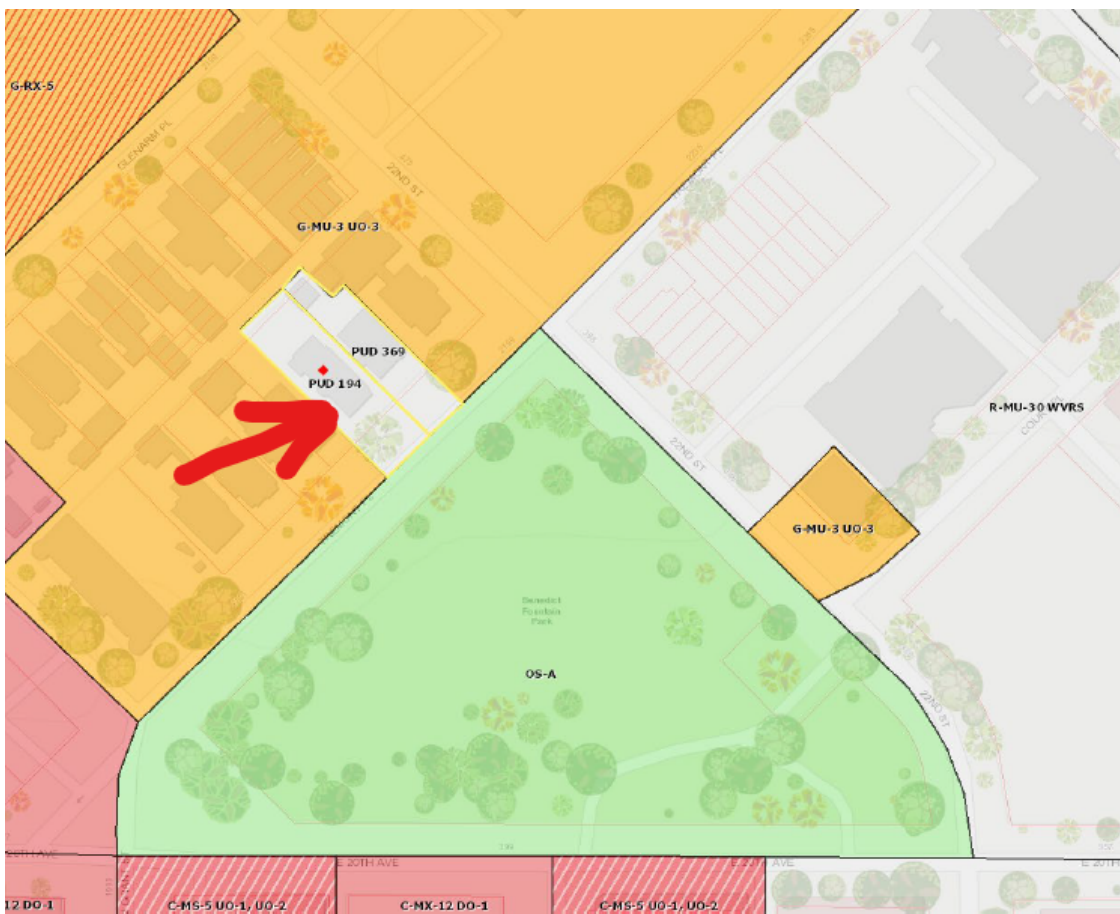 G-RX-5
GLENARM PL
22ND ST
G-MU-3 UO-3
PUD 369
PUD 194
22ND ST
R-MU-30 WVRS
COURT PL
G-MU-3 UO-3
Benedict
Fountain
Park
OS-A
22ND ST
E 20TH AVE
E 20TH AVE
12 DO-1
C-MS-5 UO-1, UO-2
C-MX-12 DO-1
C-MS-5 UO-1, UO-2